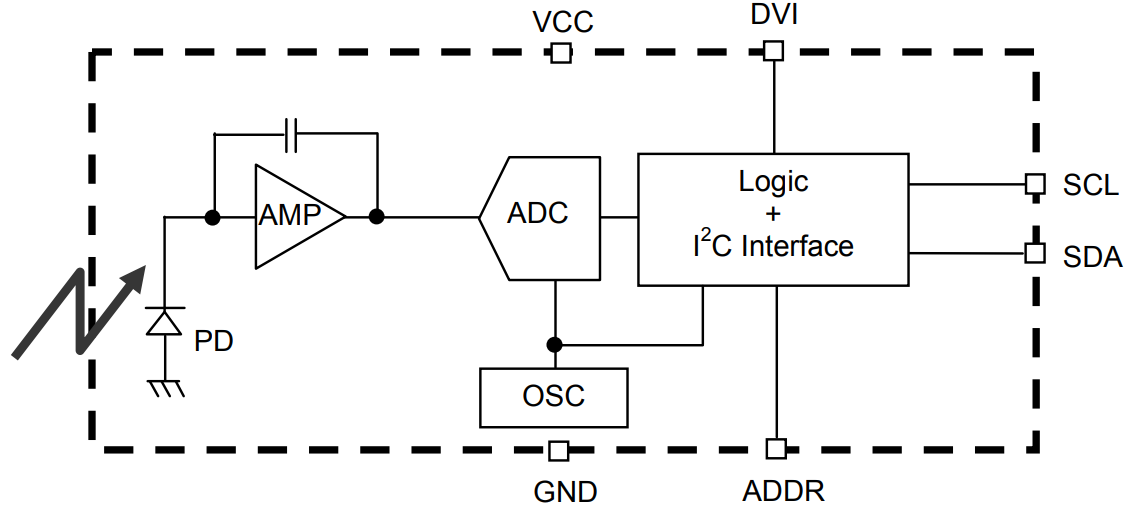 VCC
DVI
AMP
ADC
Logic
+
I²C Interface
SCL
SDA
PD
OSC
GND
ADDR